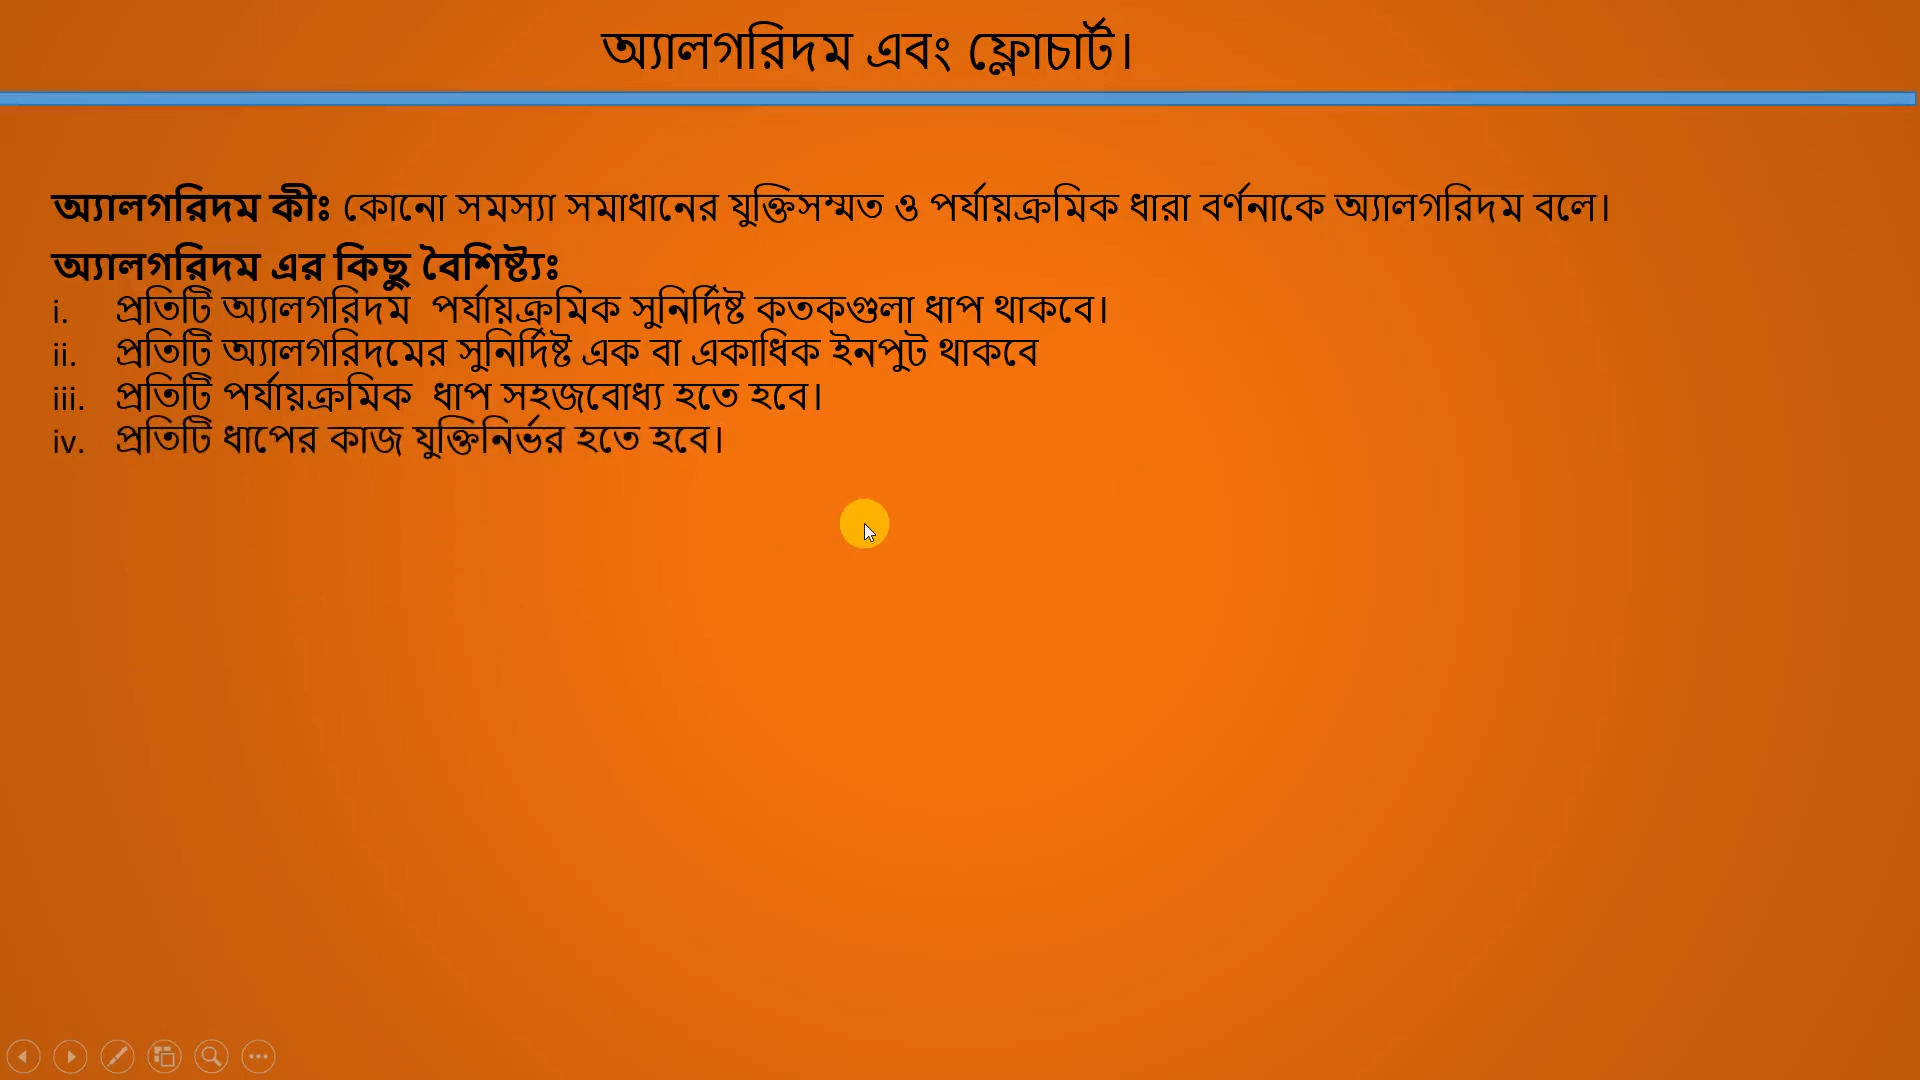 অ্যালগরিদম এবং ফ্লোচার্ট।
অ্যালগরিদম কীঃ কোনো সমস্যা সমাধানের যুক্তিসম্মত ও পর্যায়ক্রমিক ধারা বর্ণনাকে অ্যালগরিদম বলে।
অ্যালগরিদম এর কিছু বৈশিষ্ট্যঃ
i. প্রতিটি অ্যালগরিদম পর্যায়ক্রমিক সুনির্দিষ্ট কতকগুলা ধাপ থাকবে।
ii. প্রতিটি অ্যালগরিদমের সুনির্দিষ্ট এক বা একাধিক ইনপুট থাকবে
iii. প্রতিটি পর্যায়ক্রমিক ধাপ সহজবোধ্য হতে হবে।
iv. প্রতিটি ধাপের কাজ যুক্তিনির্ভর হতে হবে।